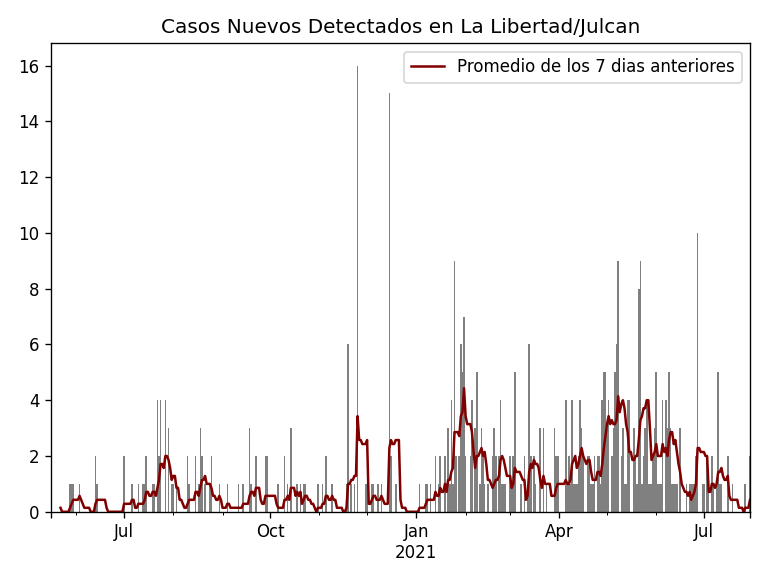 Casos Nuevos Detectados en La Libertad/Julcan
Promedio de los 7 dias anteriores
16
14
12
10
8
6
4
2
0
Jul
Oct
Jan
Apr
Jul
2021